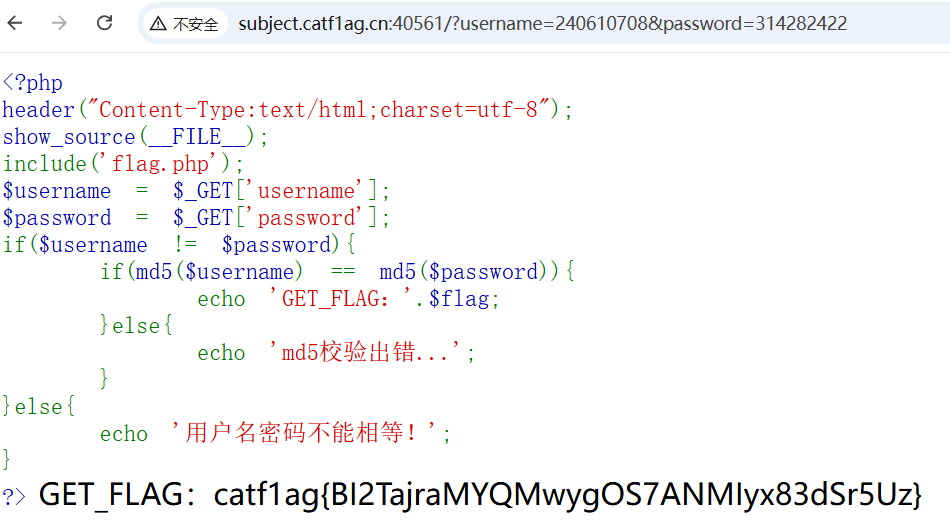 不安全 subject.catf1ag.cn:40561/?username=240610708&password=314282422
<?php
header("Content-Type:text/html;charset=utf-8");
show_source(__FILE__);
include('flag.php');
$username = $_GET['username'];
$password = $_GET['password'];
if($username != $password){
if(md5($username) == md5($password)){
echo 'GET_FLAG：'.$flag;
}else{
echo 'md5校验出错...';
}
}else{
echo '用户名密码不能相等！';
}
?> GET_FLAG：catf1ag{BI2TajraMYQMwygOS7ANMIyx83dSr5Uz}